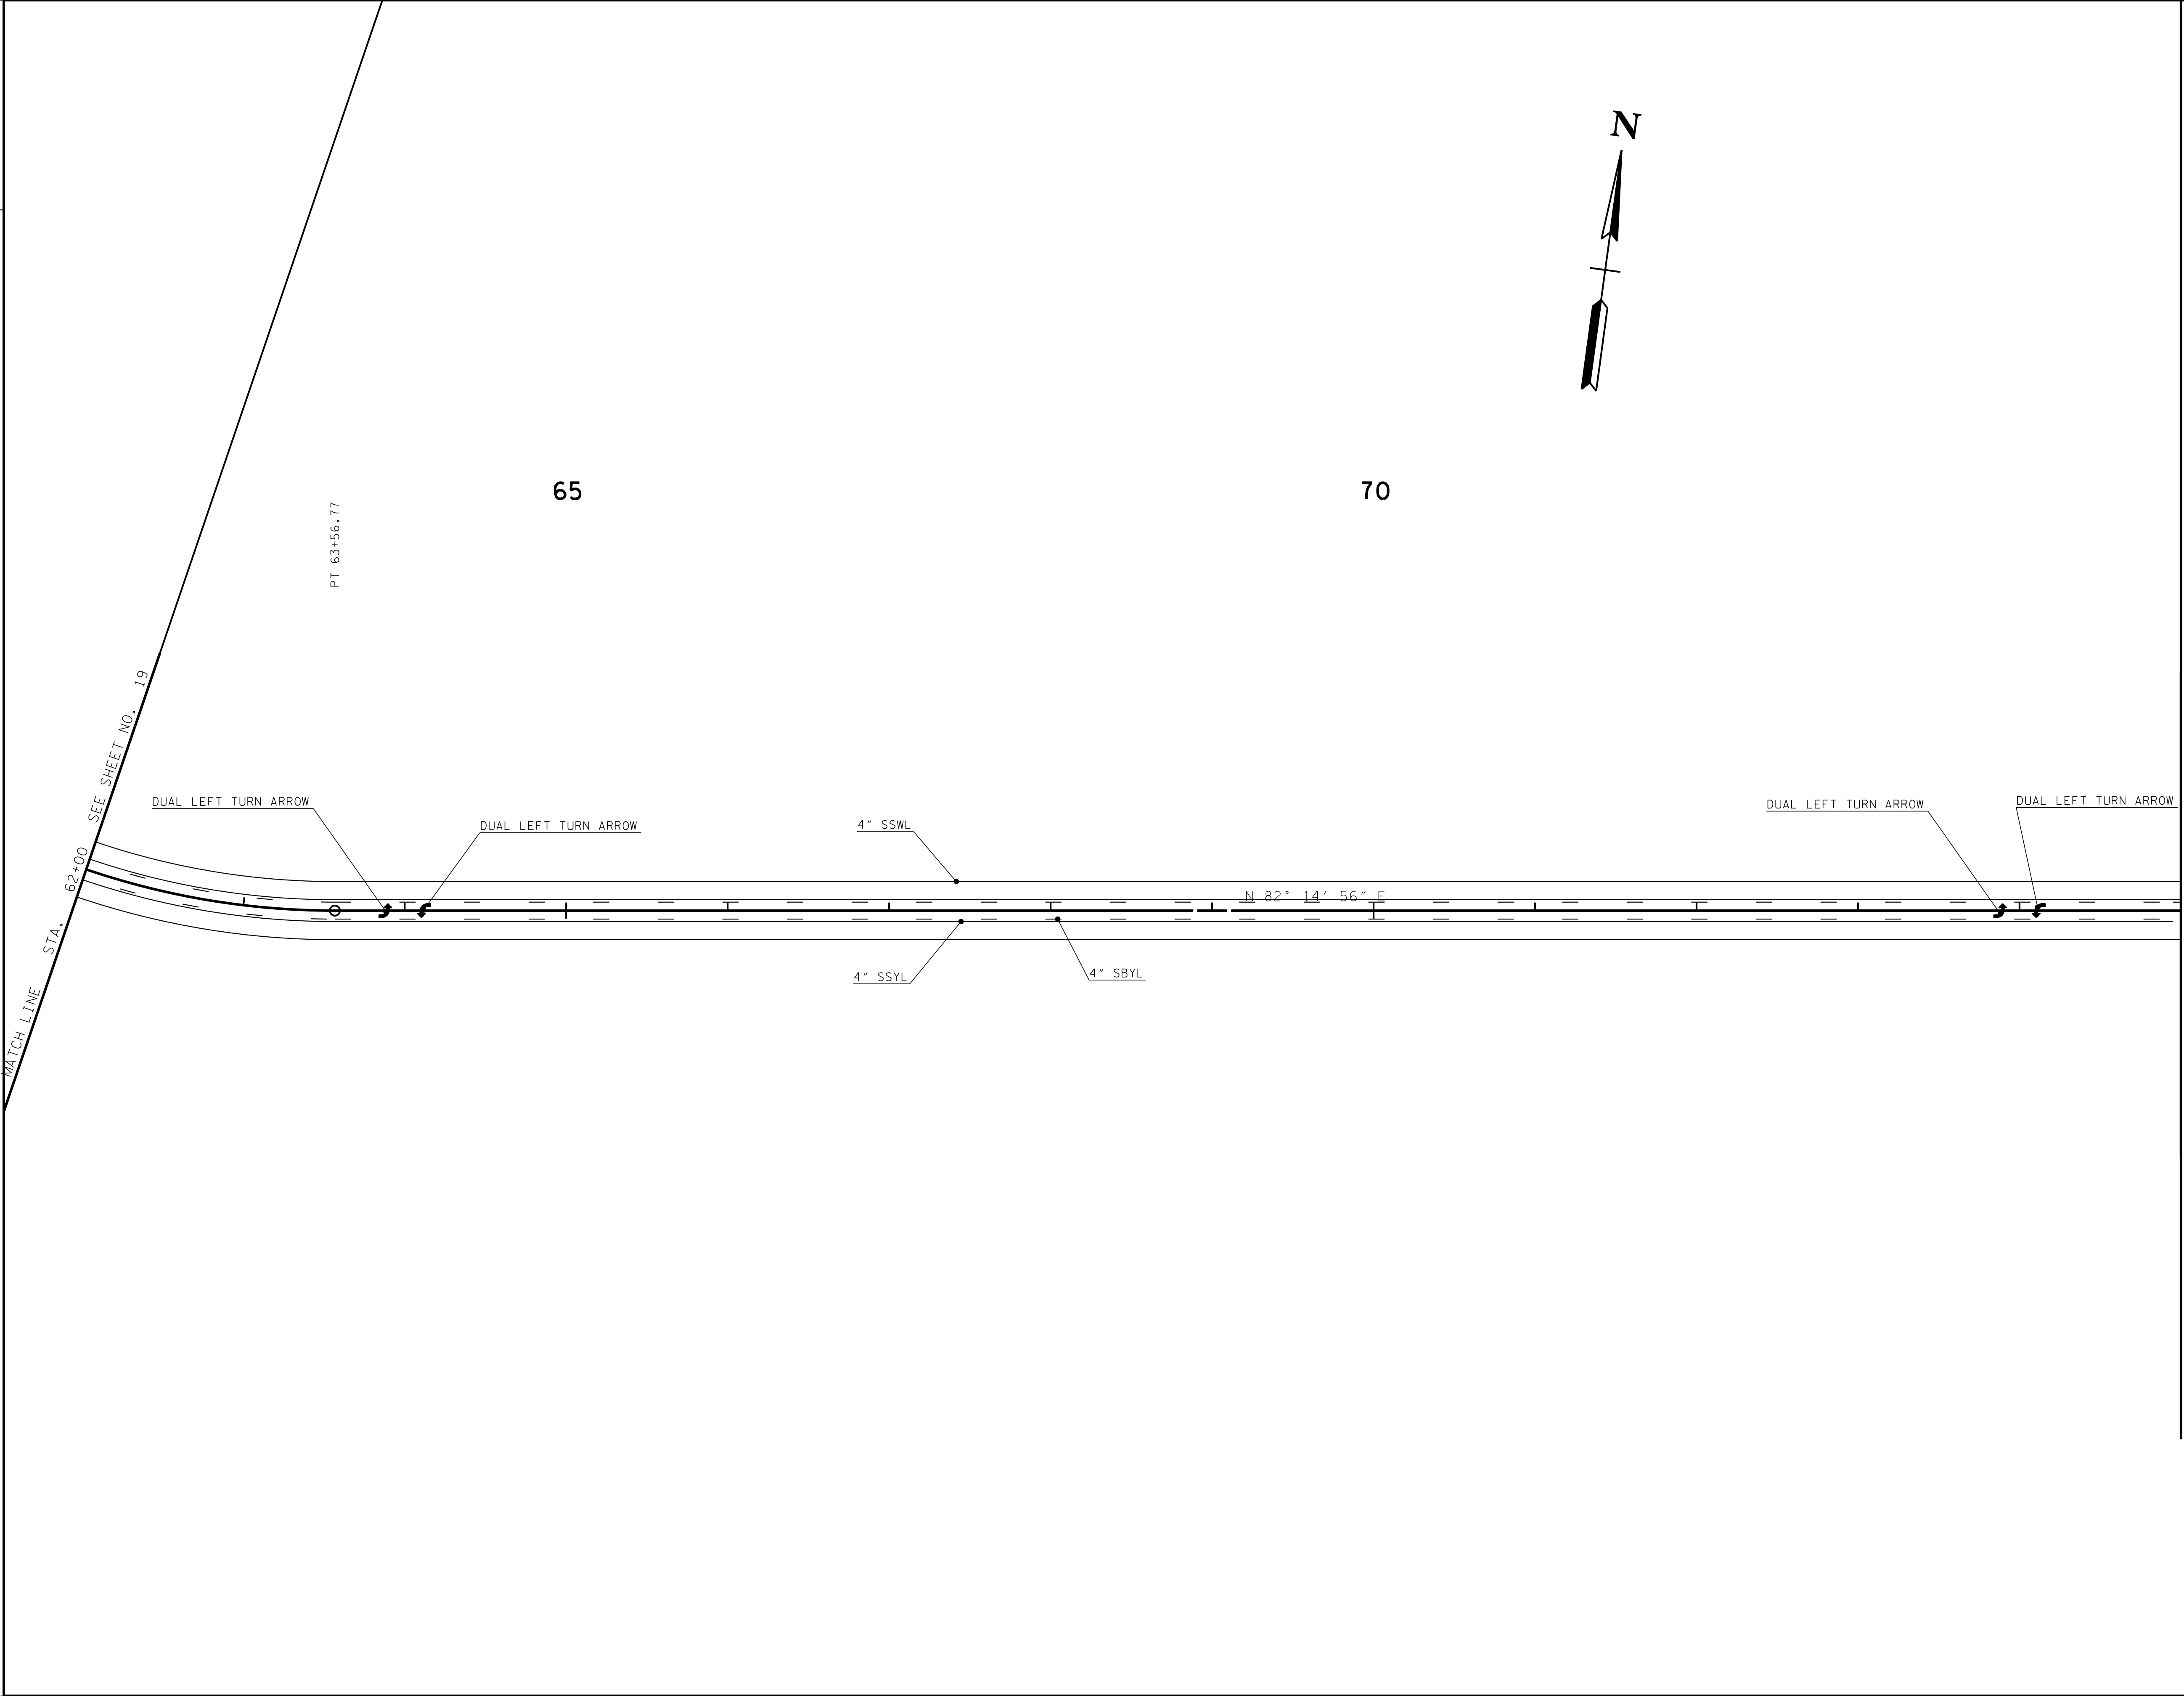 N
65
70
PT 63+56.77
MATCH LINE STA. 62+00 SEE SHEET NO. 19
DUAL LEFT TURN ARROW
DUAL LEFT TURN ARROW
4" SSWL
DUAL LEFT TURN ARROW
DUAL LEFT TURN ARROW
N 82° 14' 56" E
4" SSYL
4" SBYL